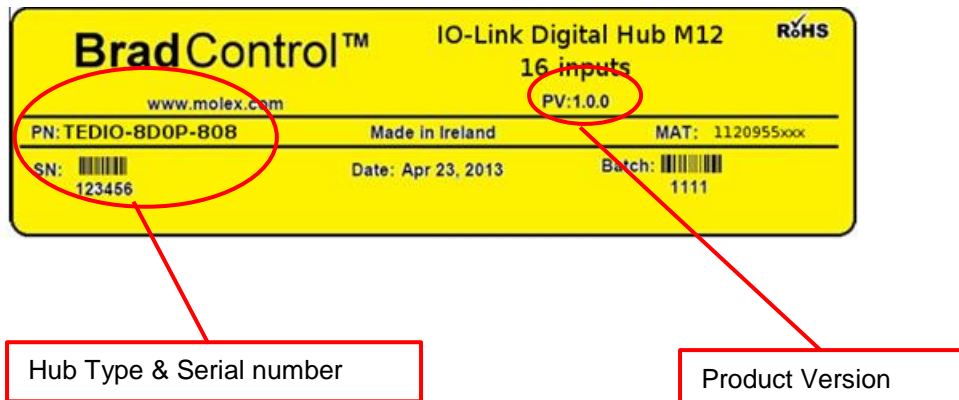 BradControl™
IO-Link Digital Hub M12
16 inputs
RoHS
www.molex.com
PV:1.0.0
PN: TEDIO-8D0P-808
Made in Ireland
MAT: 1120955xxx
SN:
123456
Date: Apr 23, 2013
Batch:
1111
Hub Type & Serial number
Product Version